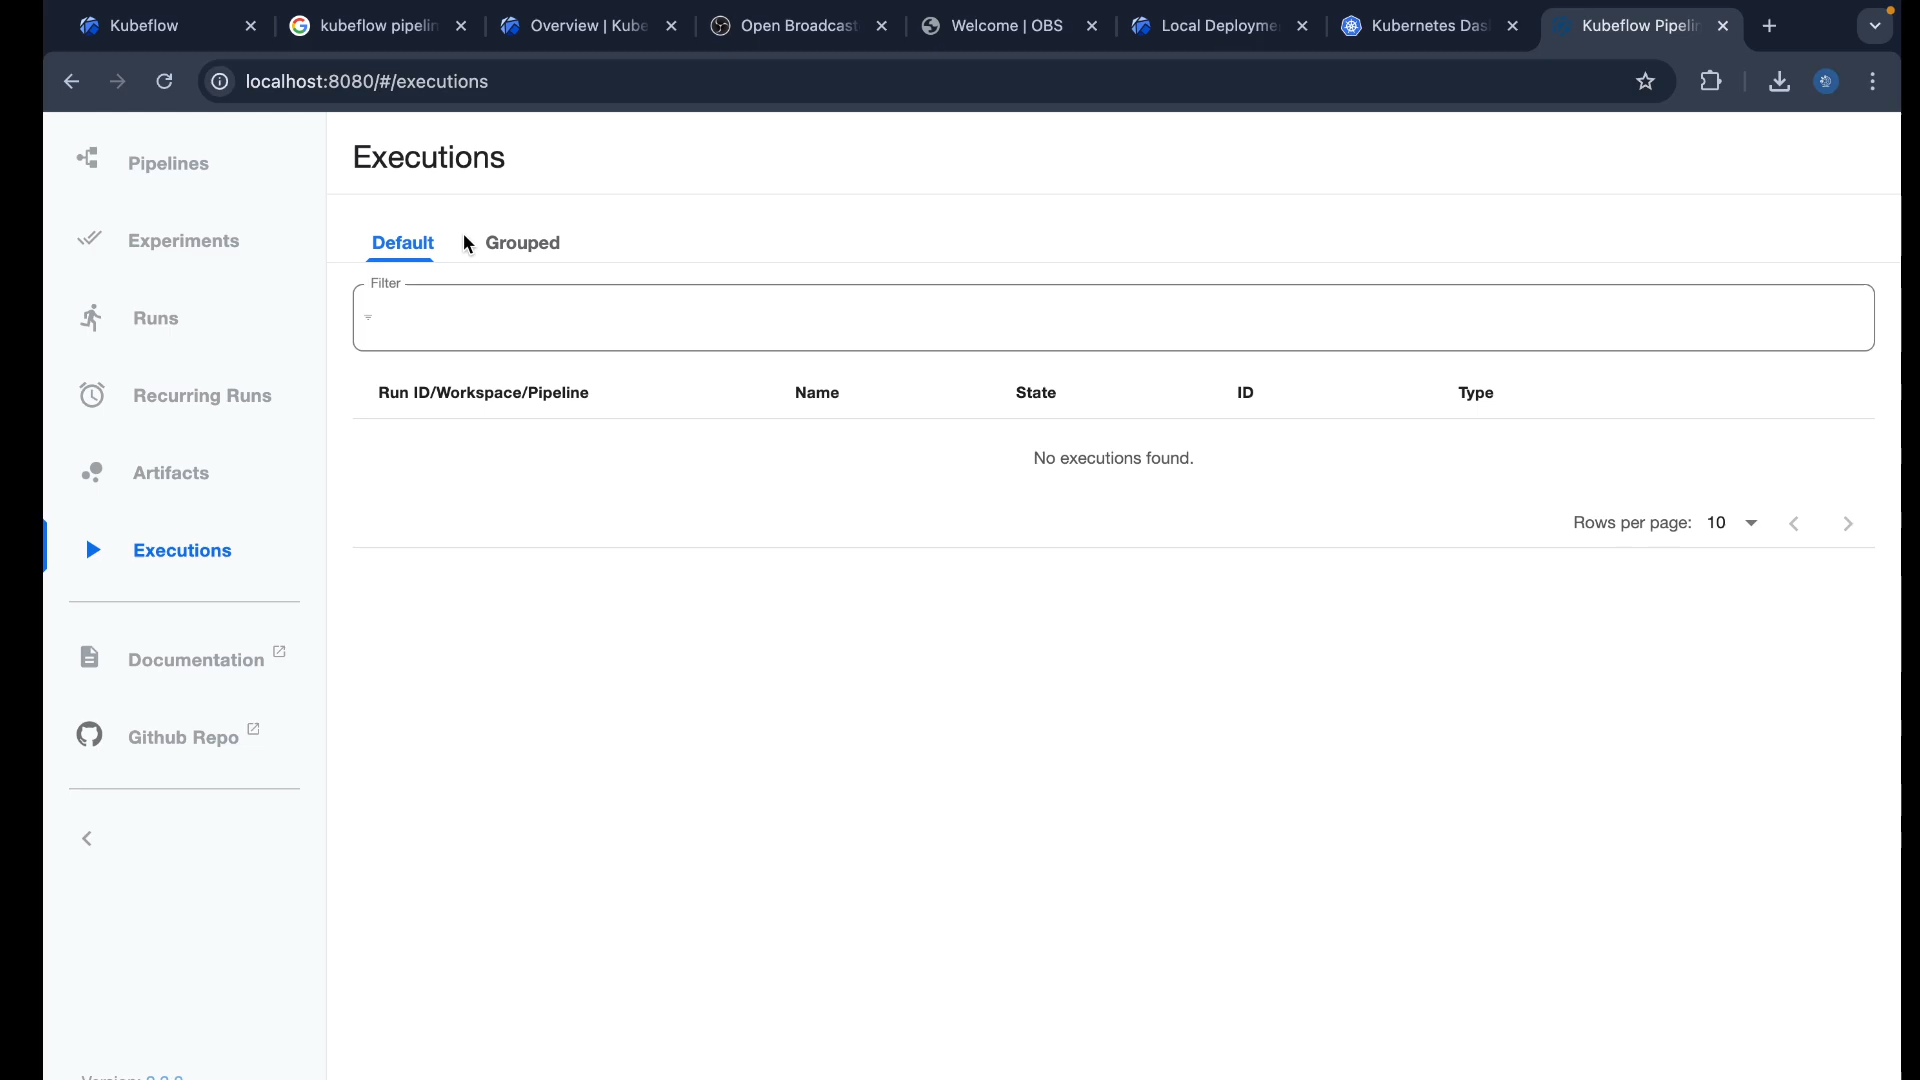 Kubeflow
kubeflow pipelin
Overview | Kube
Open Broadcast
Welcome | OBS
Local Deployme
Kubernetes Das
Kubeflow Pipelin
localhost:8080/#/executions
Pipelines
Experiments
Runs
Recurring Runs
Artifacts
Executions
Documentation
Github Repo
Executions
Default
Grouped
Filter
Run ID/Workspace/Pipeline Name State ID Type
No executions found.
Rows per page: 10